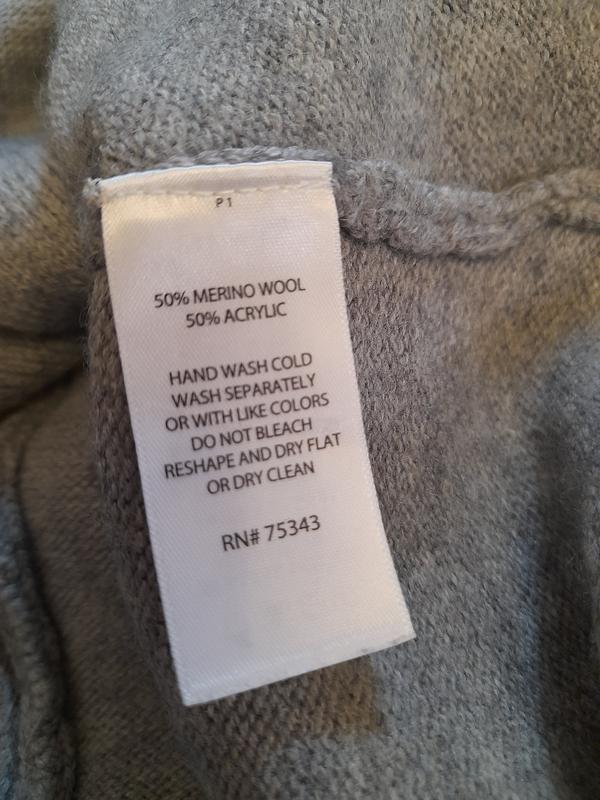 P1
50% MERINO WOOL
50% ACRYLIC
HAND WASH COLD
WASH SEPARATELY
OR WITH LIKE COLORS
DO NOT BLEACH
RESHAPE AND DRY FLAT
OR DRY CLEAN
RN# 75343